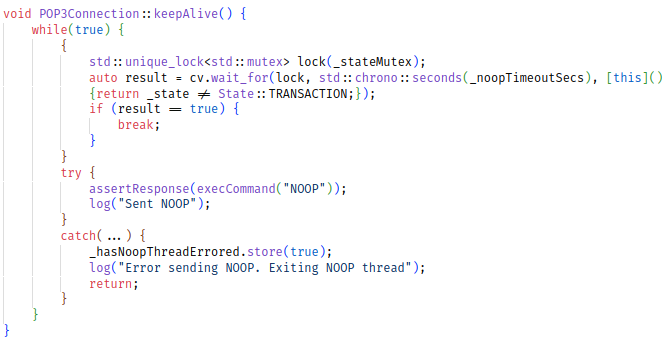 void POP3Connection::keepAlive() {
    while(true) {
        {
            std::unique_lock<std::mutex> lock(_stateMutex);
            auto result = cv.wait_for(lock, std::chrono::seconds(_noopTimeoutSecs), [this]()
            {return _state != State::TRANSACTION;});
            if (result == true) {
                break;
            }
        }
        try {
            assertResponse(execCommand("NOOP"));
            log("Sent NOOP");
        }
        catch(...) {
            _hasNoopThreadErrored.store(true);
            log("Error sending NOOP. Exiting NOOP thread");
            return;
        }
    }
}